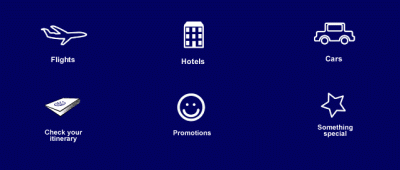 Flights
Hotels
Cars
Check your
itinerary
Promotions
Something
special